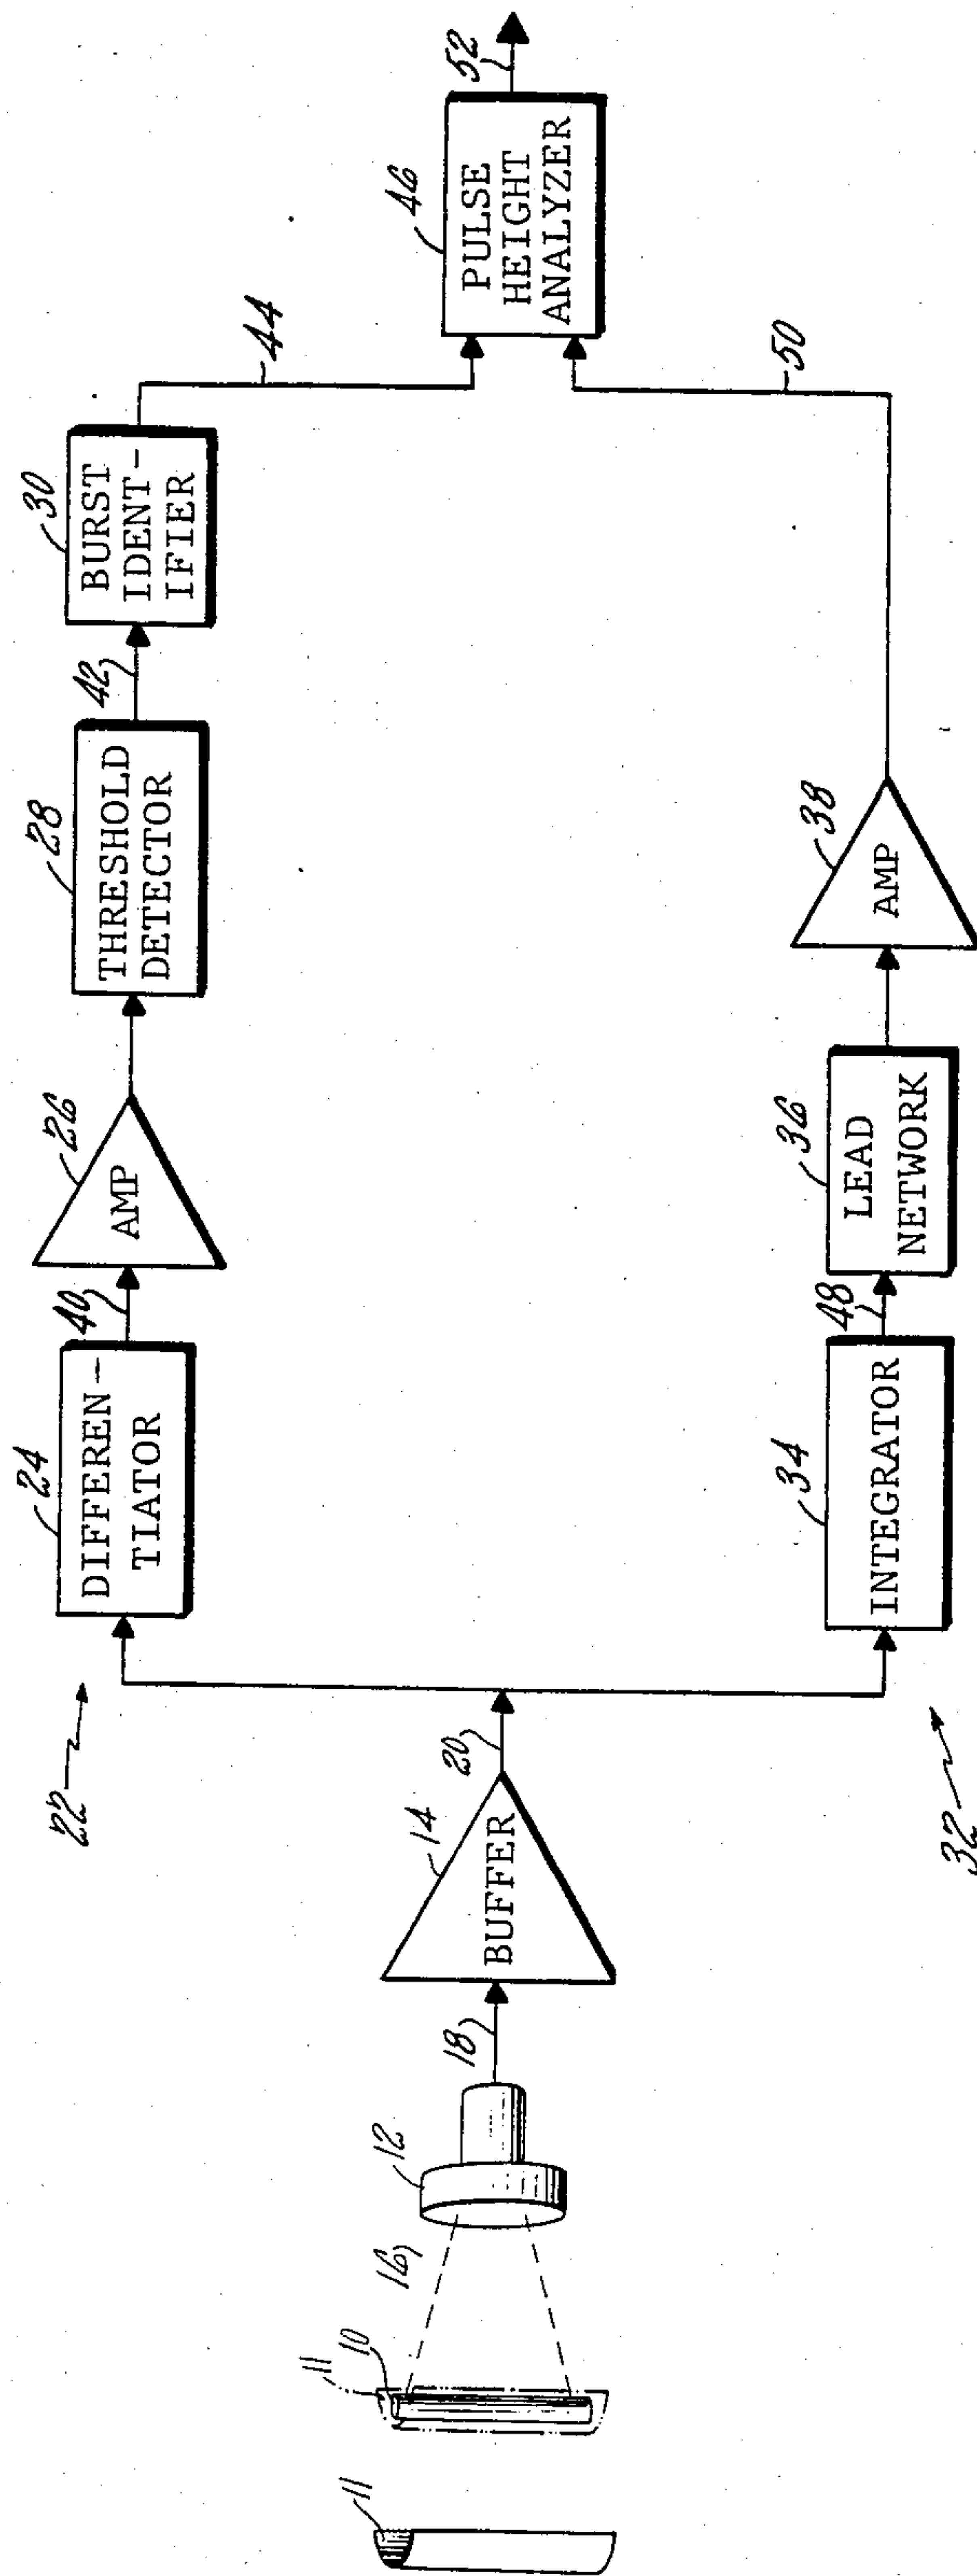 11
11
10
16
12
18
14
BUFFER
20
22
24
DIFFEREN-
TIATOR
40
26
AMP
28
THRESHOLD
DETECTOR
42
30
BURST
IDENT-
IFIER
44
32
34
INTEGRATOR
48
36
LEAD
NETWORK
38
AMP
50
46
PULSE
HEIGHT
ANALYZER
52